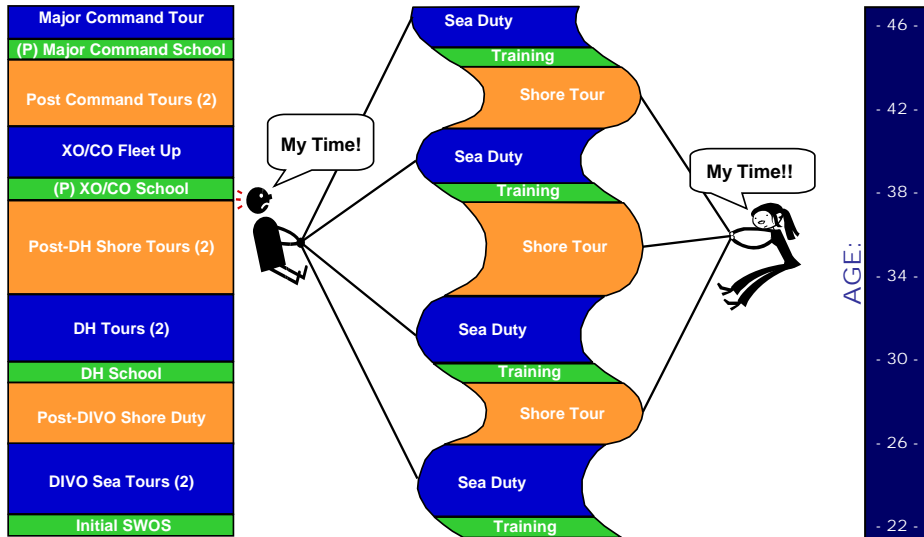 Major Command Tour
(P) Major Command School
Post Command Tours (2)
XO/CO Fleet Up
(P) XO/CO School
Post-DH Shore Tours (2)
DH Tours (2)
DH School
Post-DIVO Shore Duty
DIVO Sea Tours (2)
Initial SWOS
My Time!
Sea Duty
Training
Shore Tour
Sea Duty
Training
Shore Tour
Sea Duty
Training
Shore Tour
Sea Duty
Training
My Time!!
AGE:
- 46 -
- 42 -
- 38 -
- 34 -
- 30 -
- 26 -
- 22 -